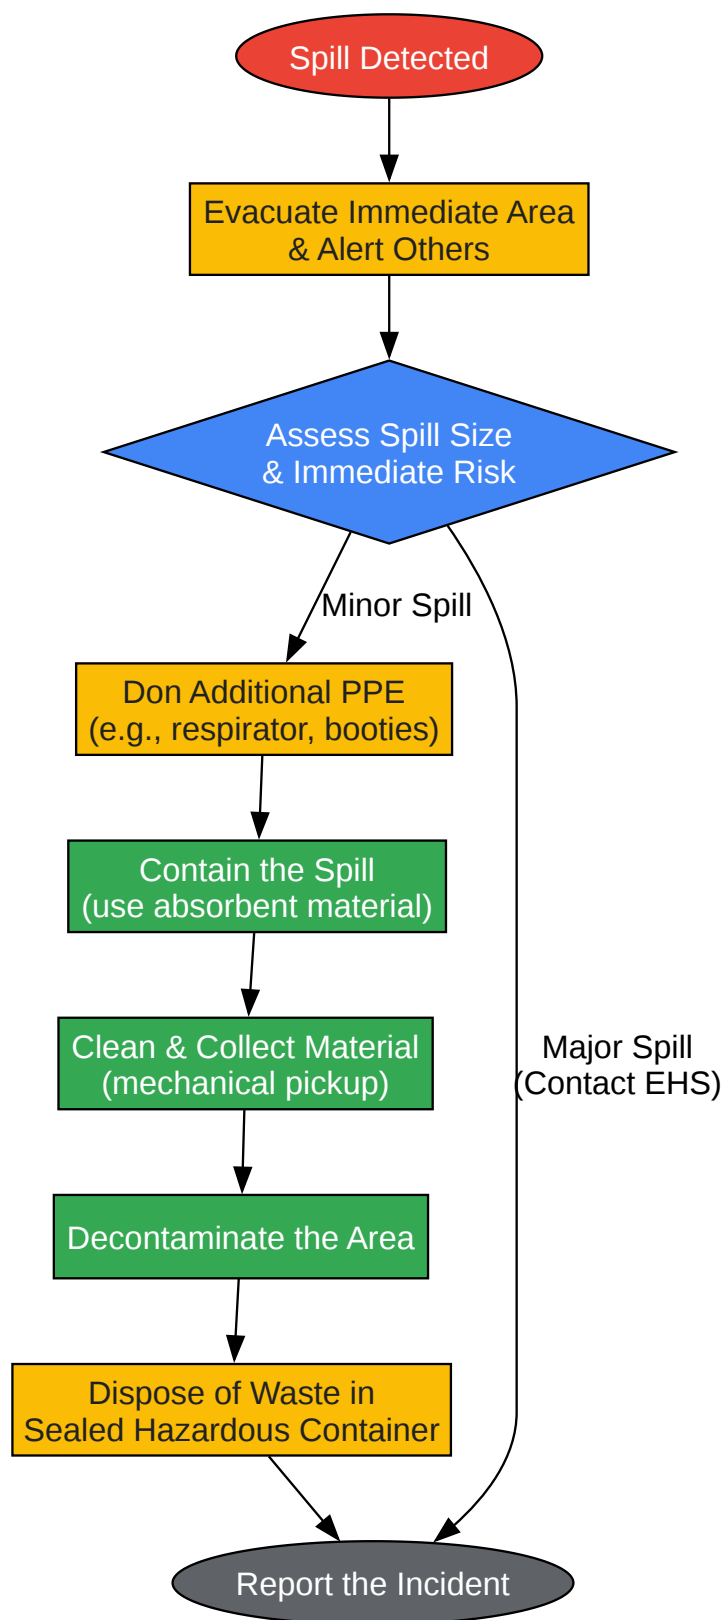 Spill Detected
Evacuate Immediate Area
& Alert Others
Assess Spill Size
& Immediate Risk
Minor Spill
Don Additional PPE
(e.g., respirator, booties)
Contain the Spill
(use absorbent material)
Clean & Collect Material
(mechanical pickup)
Major Spill
(Contact EHS)
Decontaminate the Area
Dispose of Waste in
Sealed Hazardous Container
Report the Incident